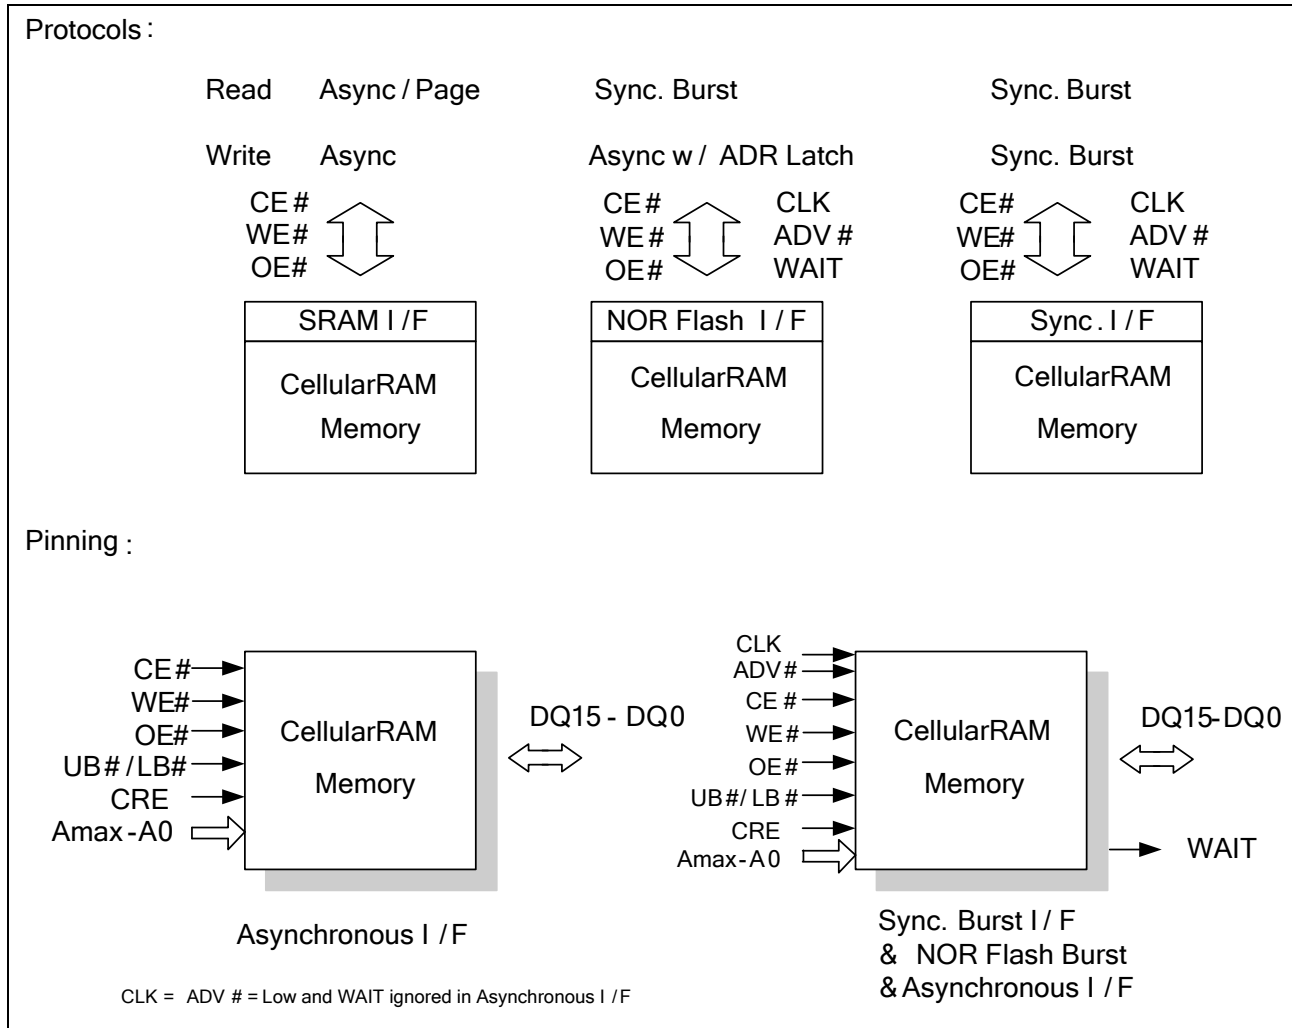 Protocols :
Read Async / Page Sync. Burst Sync. Burst
Write Async Async w / ADR Latch Sync. Burst
CE # CE # CLK CE# CLK
WE# WE # ADV # WE# ADV #
OE# OE# WAIT OE# WAIT
SRAM I / F NOR Flash I / F Sync . I / F
CellularRAM CellularRAM CellularRAM
Memory Memory Memory
Pinning :
CE#
WE#
OE#
UB # / LB#
CRE
Amax - A0
CellularRAM
Memory
DQ15 - DQ0
Asynchronous I / F
CLK = ADV # = Low and WAIT ignored in Asynchronous I / F
CLK
ADV #
CE #
WE #
OE#
UB #/ LB #
CRE
Amax - A0
CellularRAM
Memory
DQ15-DQ0
WAIT
Sync. Burst I / F
& NOR Flash Burst
& Asynchronous I / F